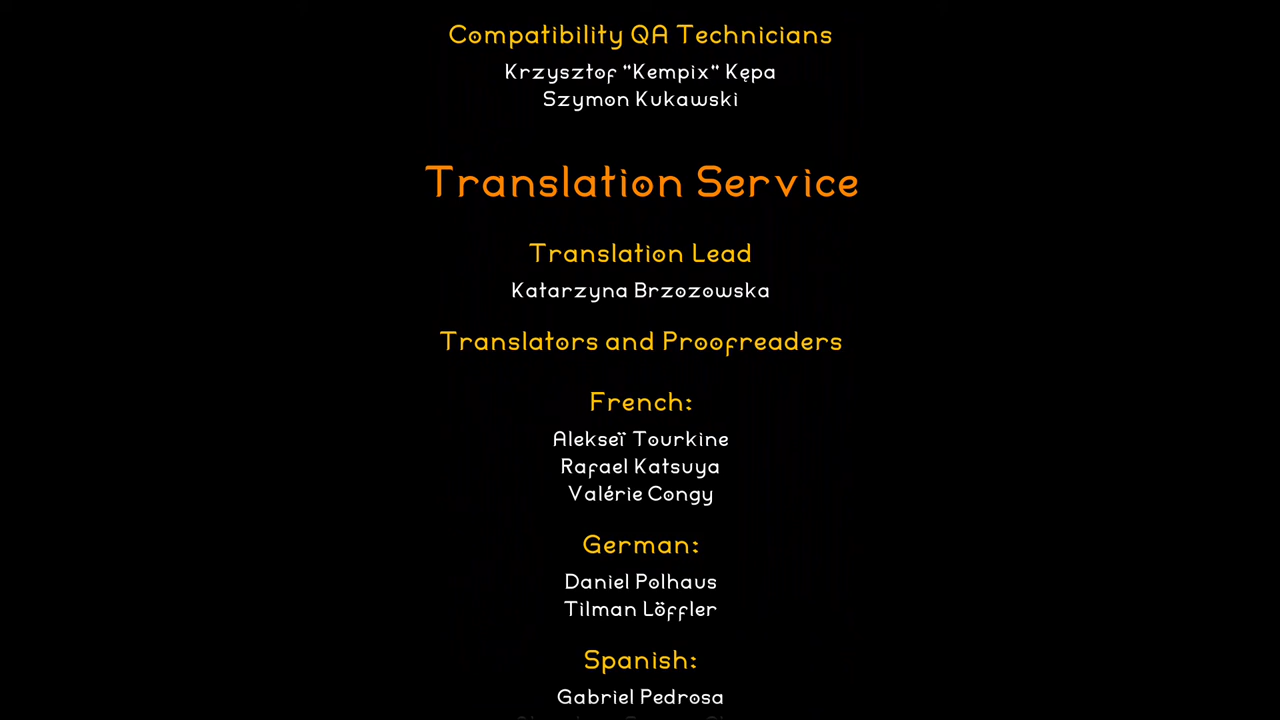 Compatibility QA Technicians
Krzysztof "Kempix" Kępa
Szymon Kukawski
Translation Service
Translation Lead
Katarzyna Brzozowska
Translators and Proofreaders
French:
Alekseï Tourkine
Rafael Katsuya
Valérie Congy
German:
Daniel Polhaus
Tilman Löffler
Spanish:
Gabriel Pedrosa